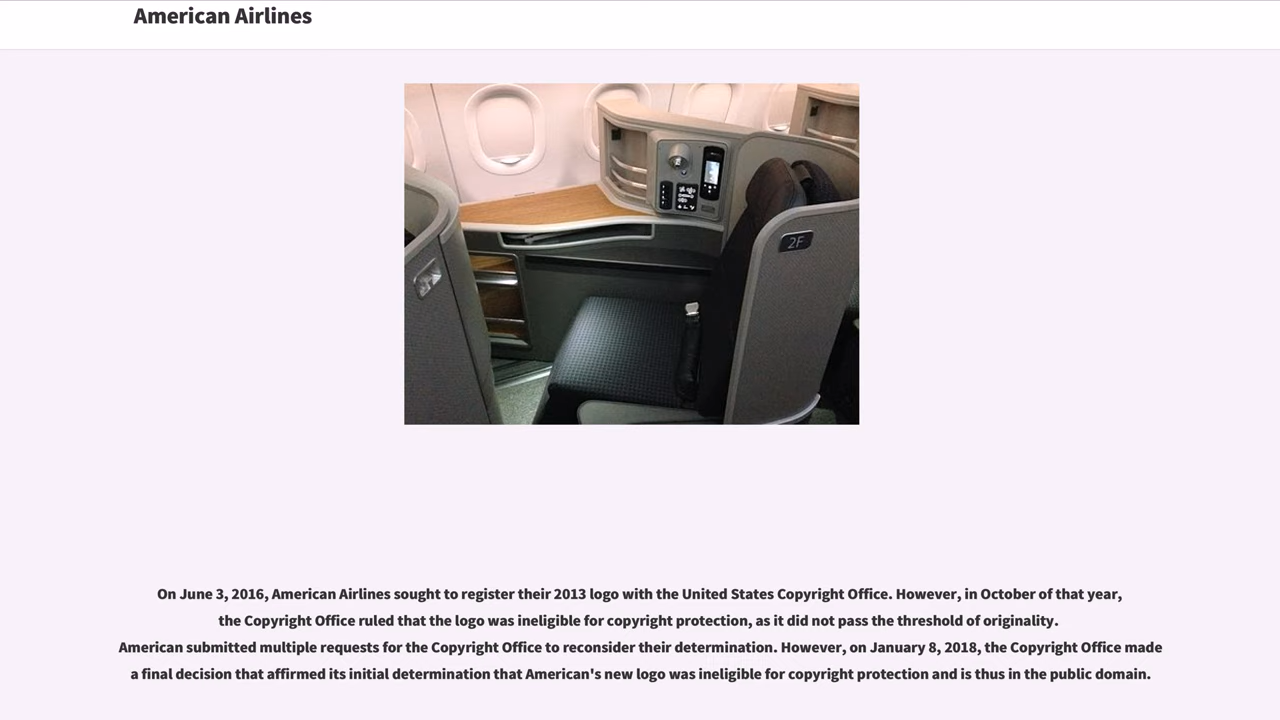 American Airlines
2F
On June 3, 2016, American Airlines sought to register their 2013 logo with the United States Copyright Office. However, in October of that year,
the Copyright Office ruled that the logo was ineligible for copyright protection, as it did not pass the threshold of originality.
American submitted multiple requests for the Copyright Office to reconsider their determination. However, on January 8, 2018, the Copyright Office made
a final decision that affirmed its initial determination that American's new logo was ineligible for copyright protection and is thus in the public domain.